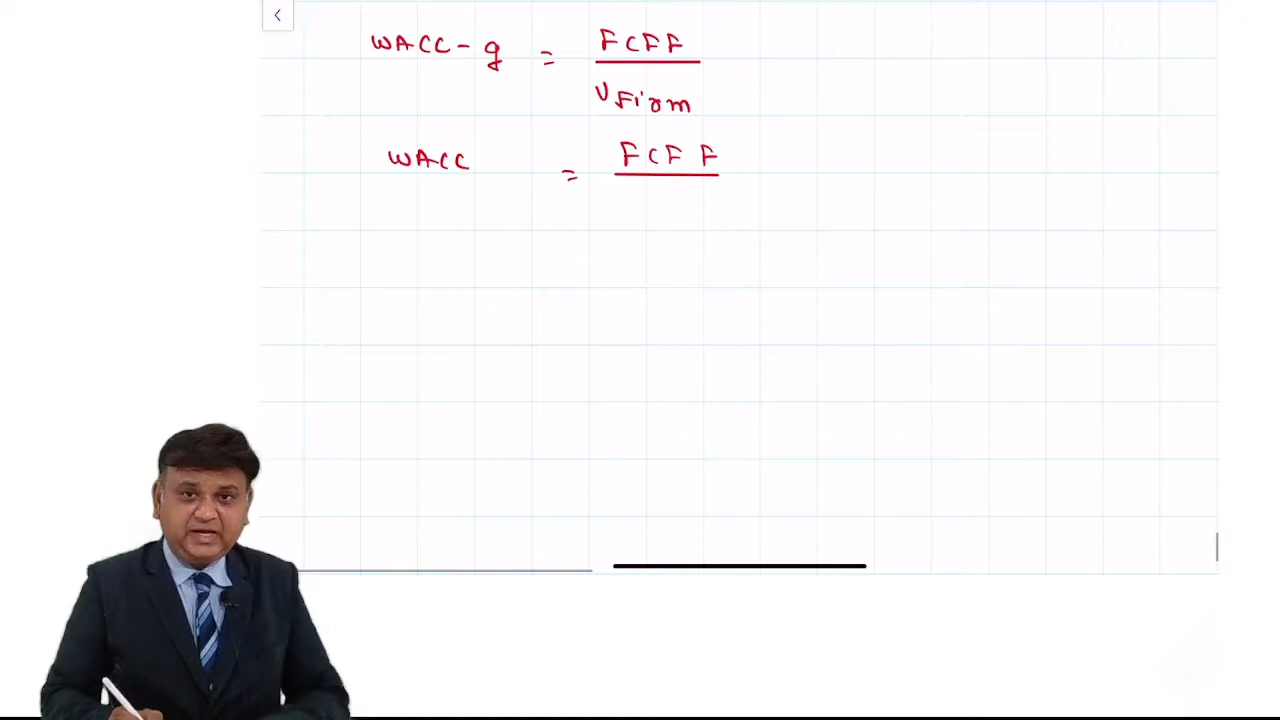 WACC - g = FCFF
VFirm
WACC = FCFF